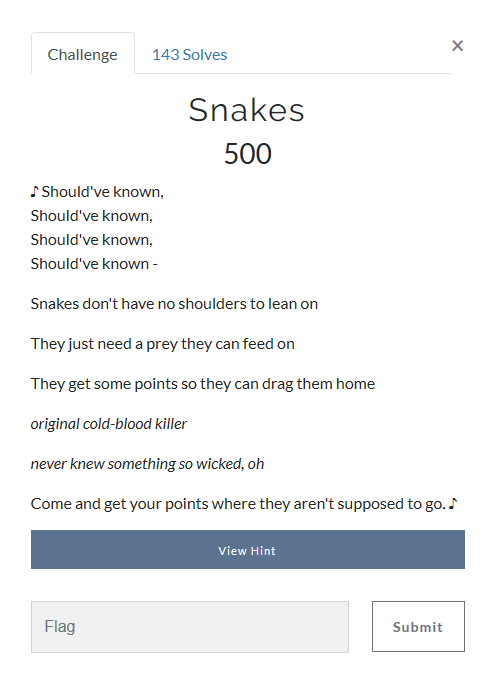 Challenge
143 Solves
×
Snakes
500
♪ Should've known,
Should've known,
Should've known,
Should've known -
Snakes don't have no shoulders to lean on
They just need a prey they can feed on
They get some points so they can drag them home
original cold-blood killer
never knew something so wicked, oh
Come and get your points where they aren't supposed to go. ♪
View Hint
Flag
Submit